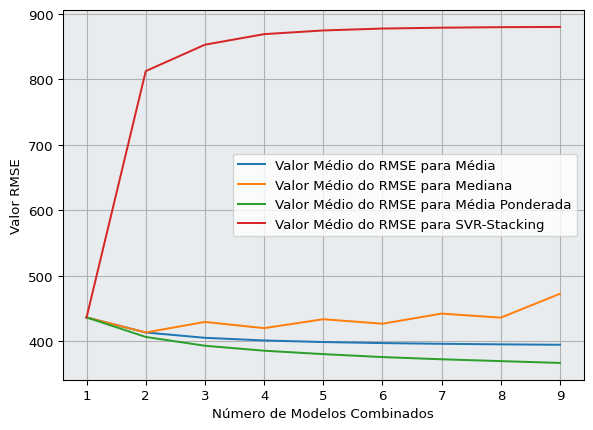 900
800
700
600
500
400
Valor RMSE
Valor Médio do RMSE para Média
Valor Médio do RMSE para Mediana
Valor Médio do RMSE para Média Ponderada
Valor Médio do RMSE para SVR-Stacking
1 2 3 4 5 6 7 8 9
Número de Modelos Combinados